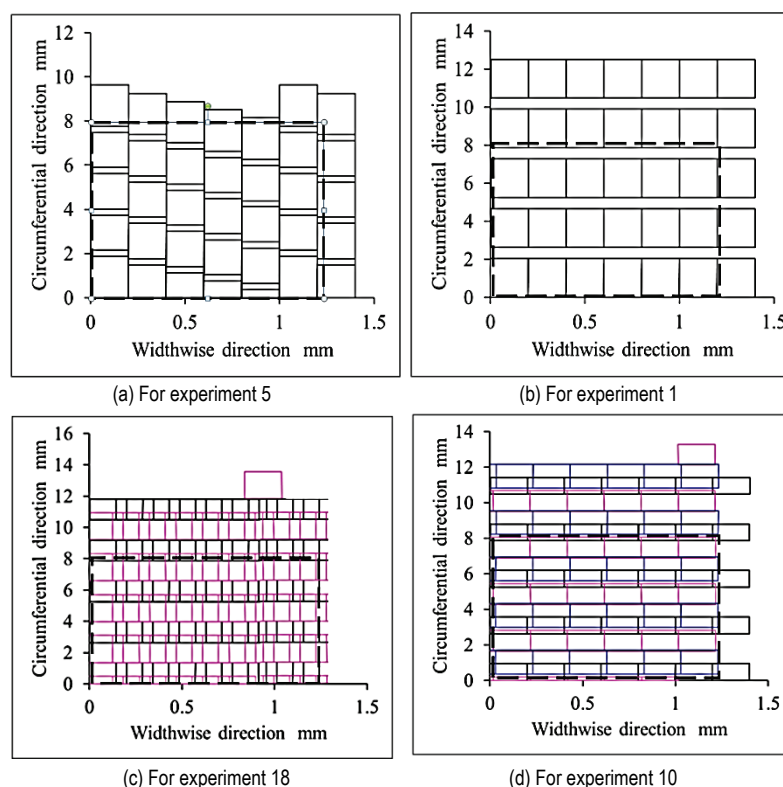 Circumferential direction mm
12
10
8
6
4
2
0
0 0.5 1 1.5
Widthwise direction mm
(a) For experiment 5
Circumferential direction mm
14
12
10
8
6
4
2
0
0 0.5 1 1.5
Widthwise direction mm
(b) For experiment 1
Circumferential direction mm
16
14
12
10
8
6
4
2
0
0 0.5 1 1.5
Widthwise direction mm
(c) For experiment 18
Circumferential direction mm
14
12
10
8
6
4
2
0
0 0.5 1 1.5
Widthwise direction mm
(d) For experiment 10